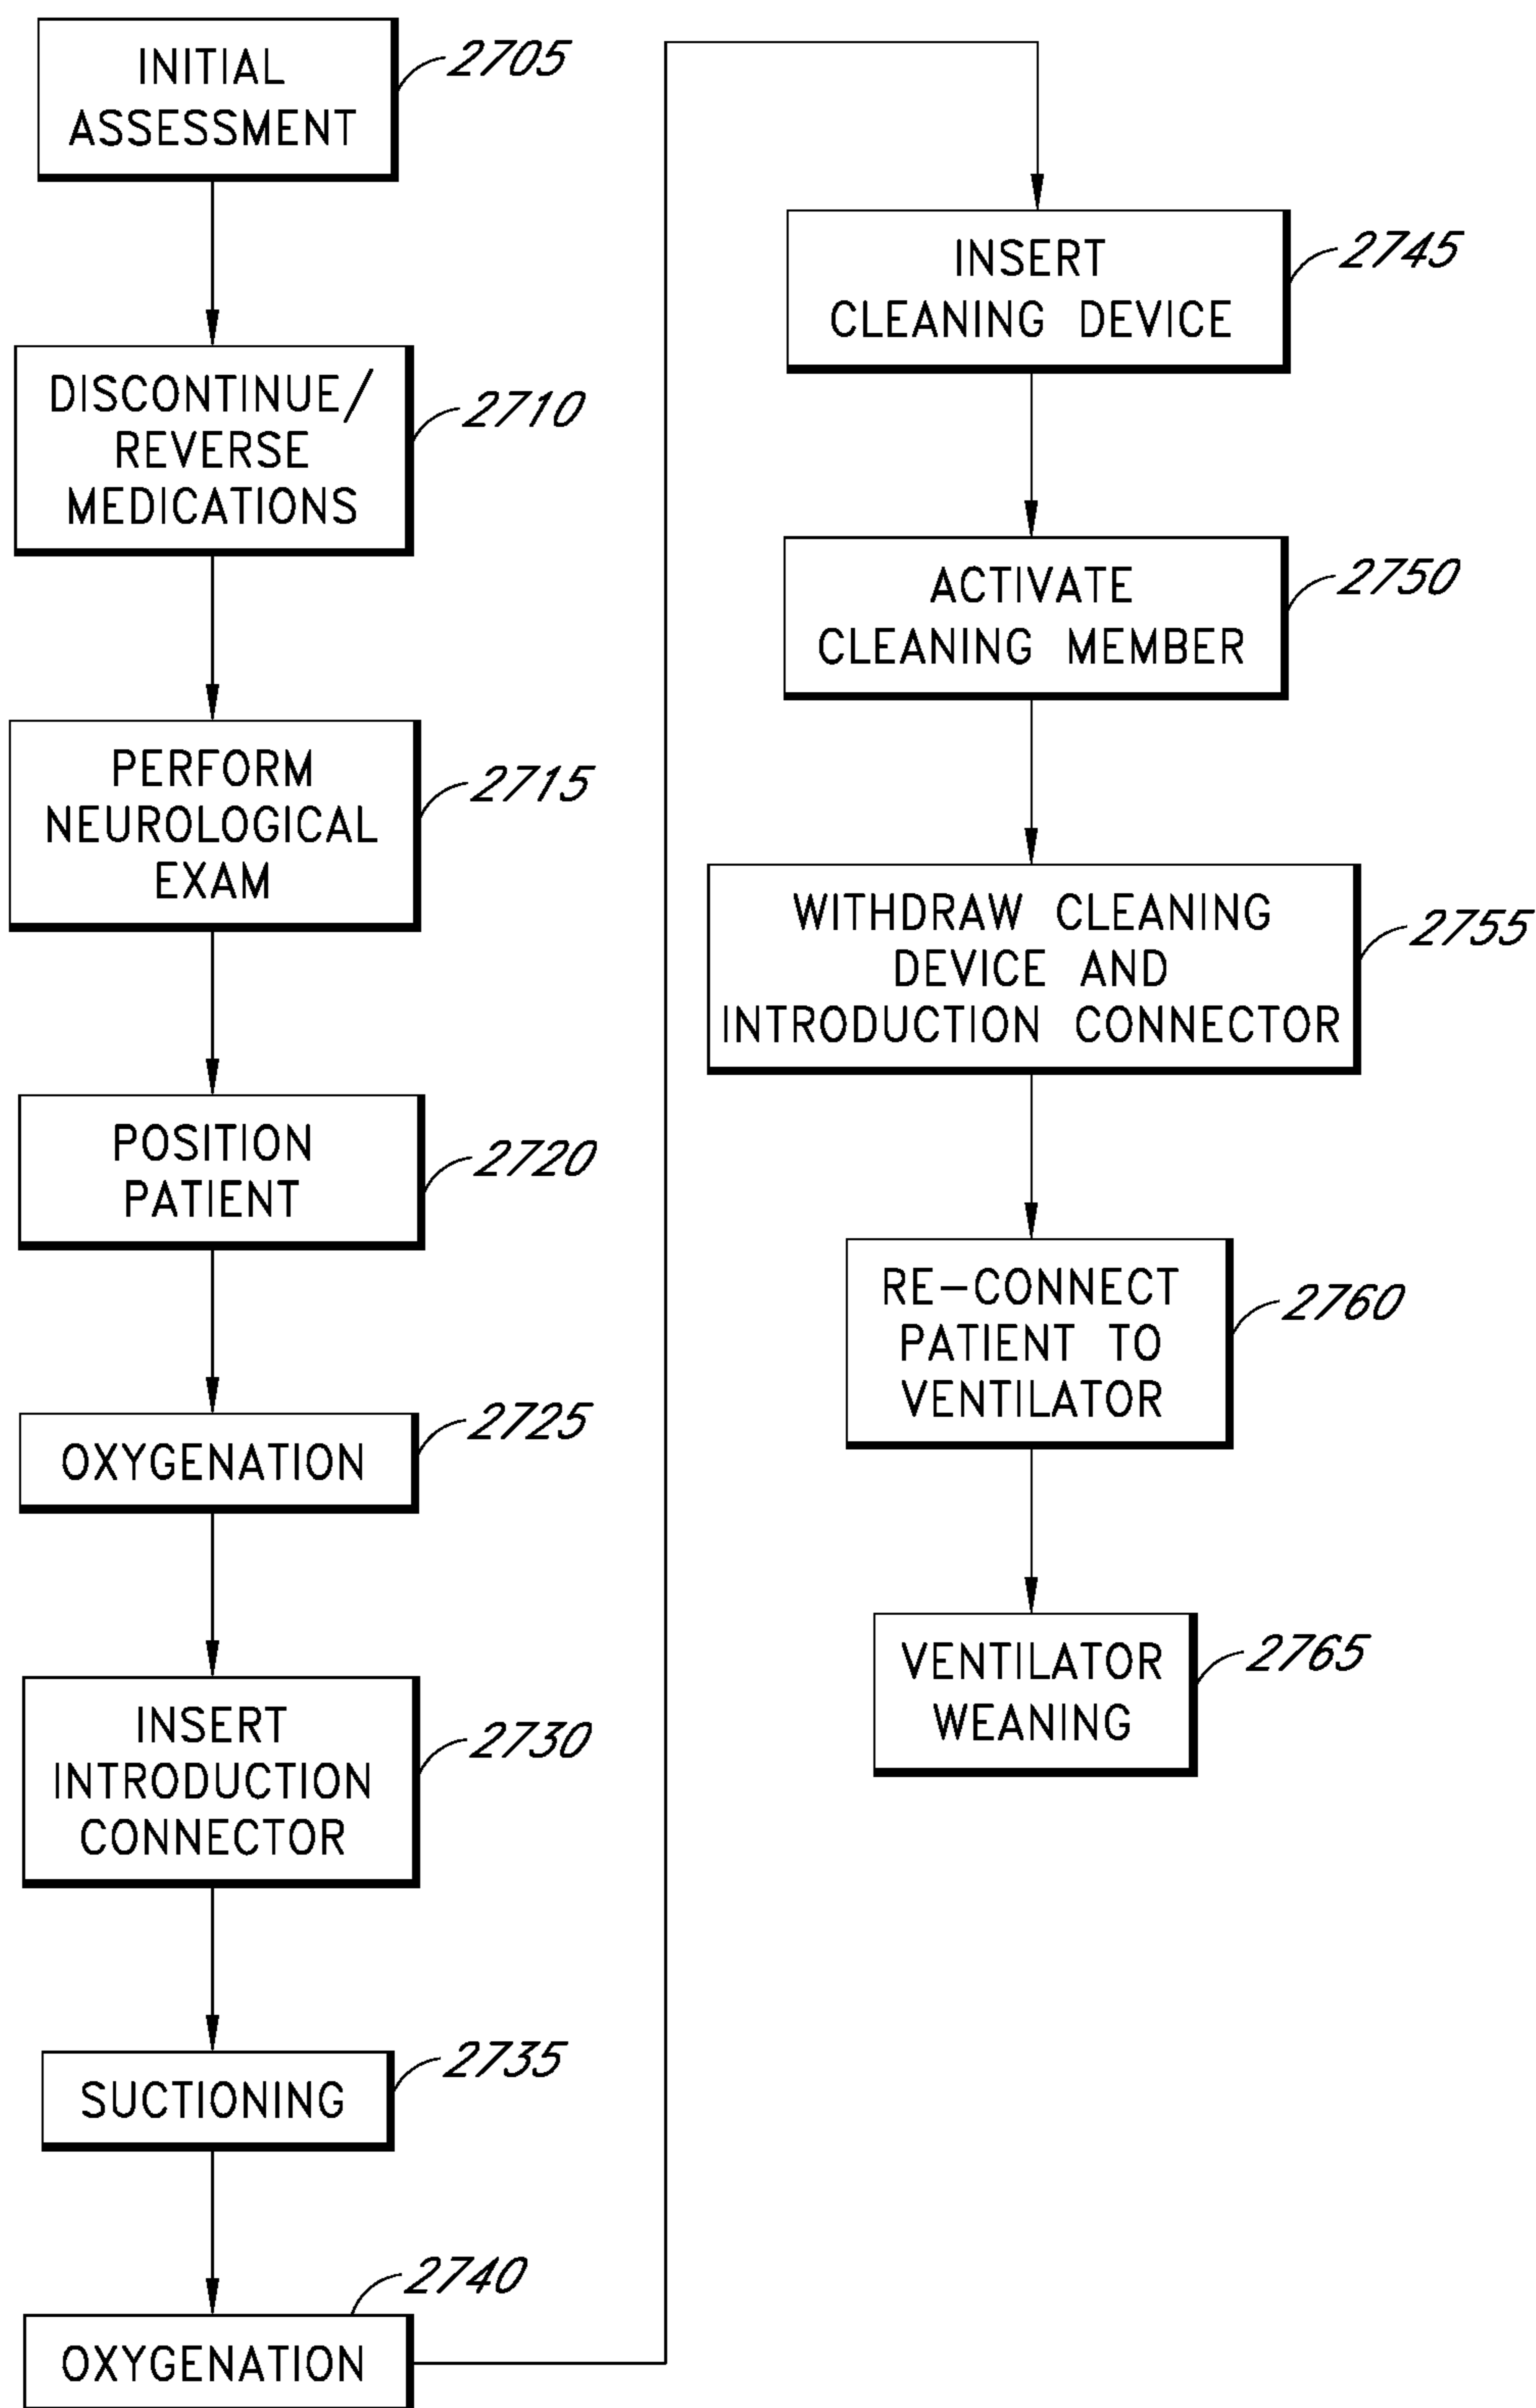 INITIAL
ASSESSMENT
2705
DISCONTINUE/
REVERSE
MEDICATIONS
2710
PERFORM
NEUROLOGICAL
EXAM
2715
POSITION
PATIENT
2720
OXYGENATION
2725
INSERT
INTRODUCTION
CONNECTOR
2730
SUCTIONING
2735
OXYGENATION
2740
INSERT
CLEANING DEVICE
2745
ACTIVATE
CLEANING MEMBER
2750
WITHDRAW CLEANING
DEVICE AND
INTRODUCTION CONNECTOR
2755
RE-CONNECT
PATIENT TO
VENTILATOR
2760
VENTILATOR
WEANING
2765